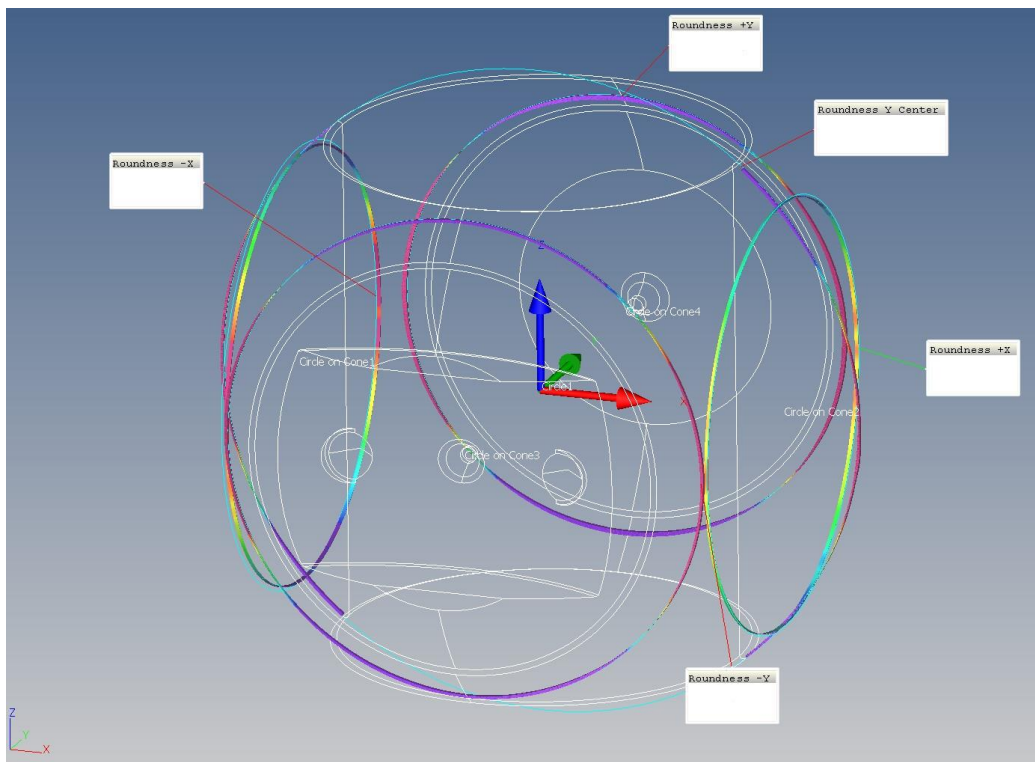 Roundness +Y
Roundness Y Center
Roundness -X
Z
Circle on Cone4
Roundness +X
Circle on Cone1
Circle1
X
Circle on Cone2
Circle on Cone3
Roundness -Y
Z
Y
X